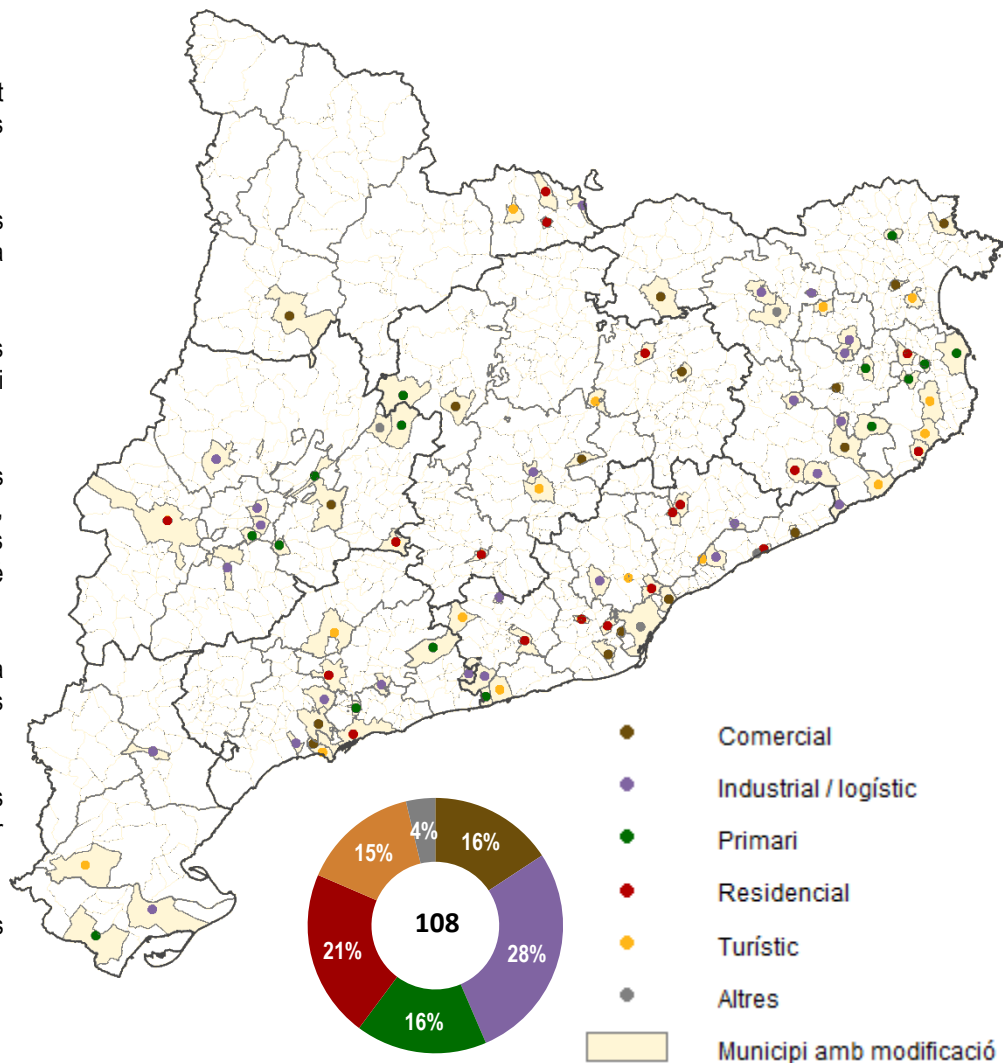 t
s
s
a
s
i
s.
s
e
a
s.
s
s
4%
16%
15%
108
21%
28%
16%
Comercial
Industrial / logístic
Primari
Residencial
Turístic
Altres
Municipi amb modificació